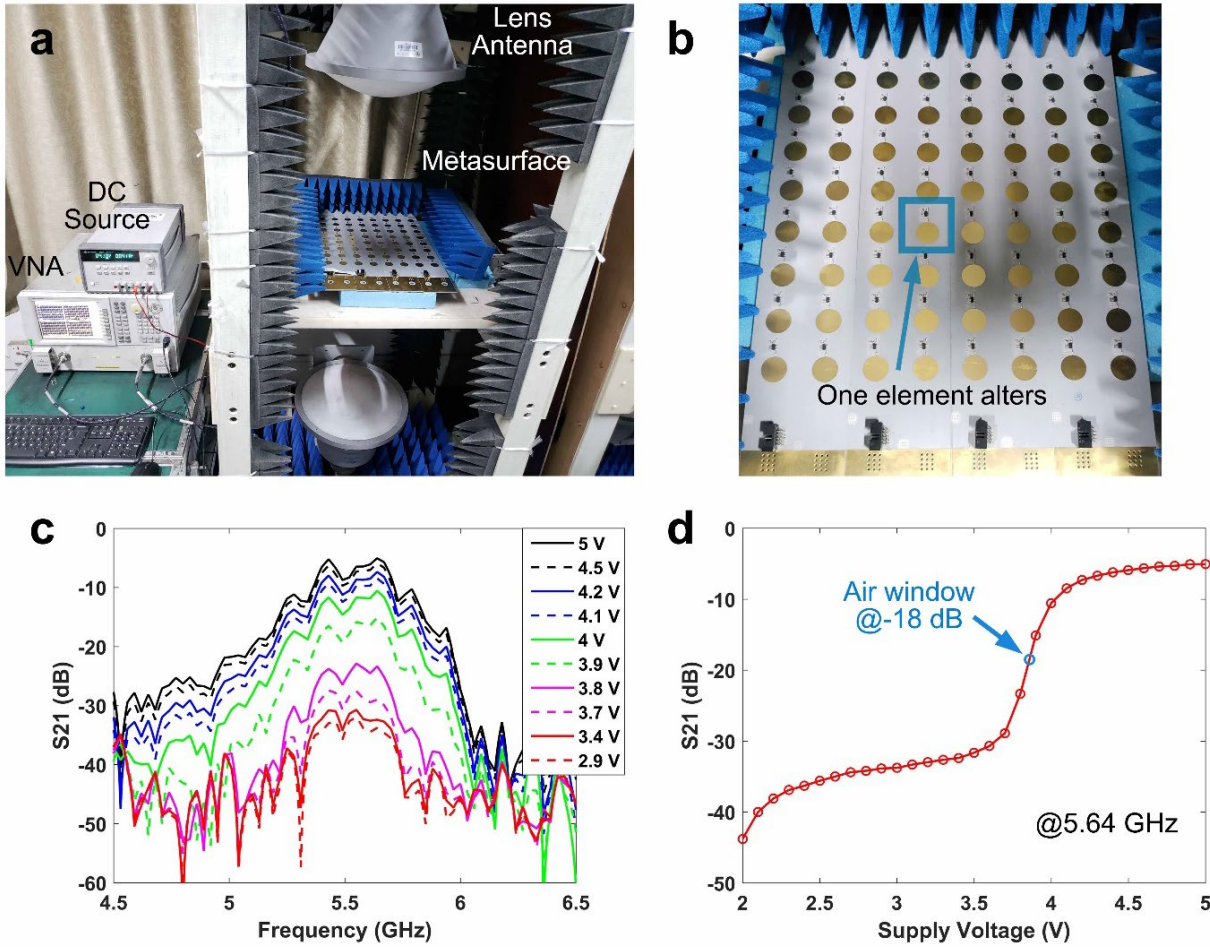 a
Lens
Antenna
Metasurface
DC
Source
VNA
b
One element alters
c
0
-10
-20
-30
-40
-50
-60
S21 (dB)
4.5
5
5.5
6
6.5
Frequency (GHz)
5 V
4.5 V
4.2 V
4.1 V
4 V
3.9 V
3.8 V
3.7 V
3.4 V
2.9 V
d
0
-10
-20
-30
-40
-50
S21 (dB)
Air window
@-18 dB
@5.64 GHz
2
2.5
3
3.5
4
4.5
5
Supply Voltage (V)